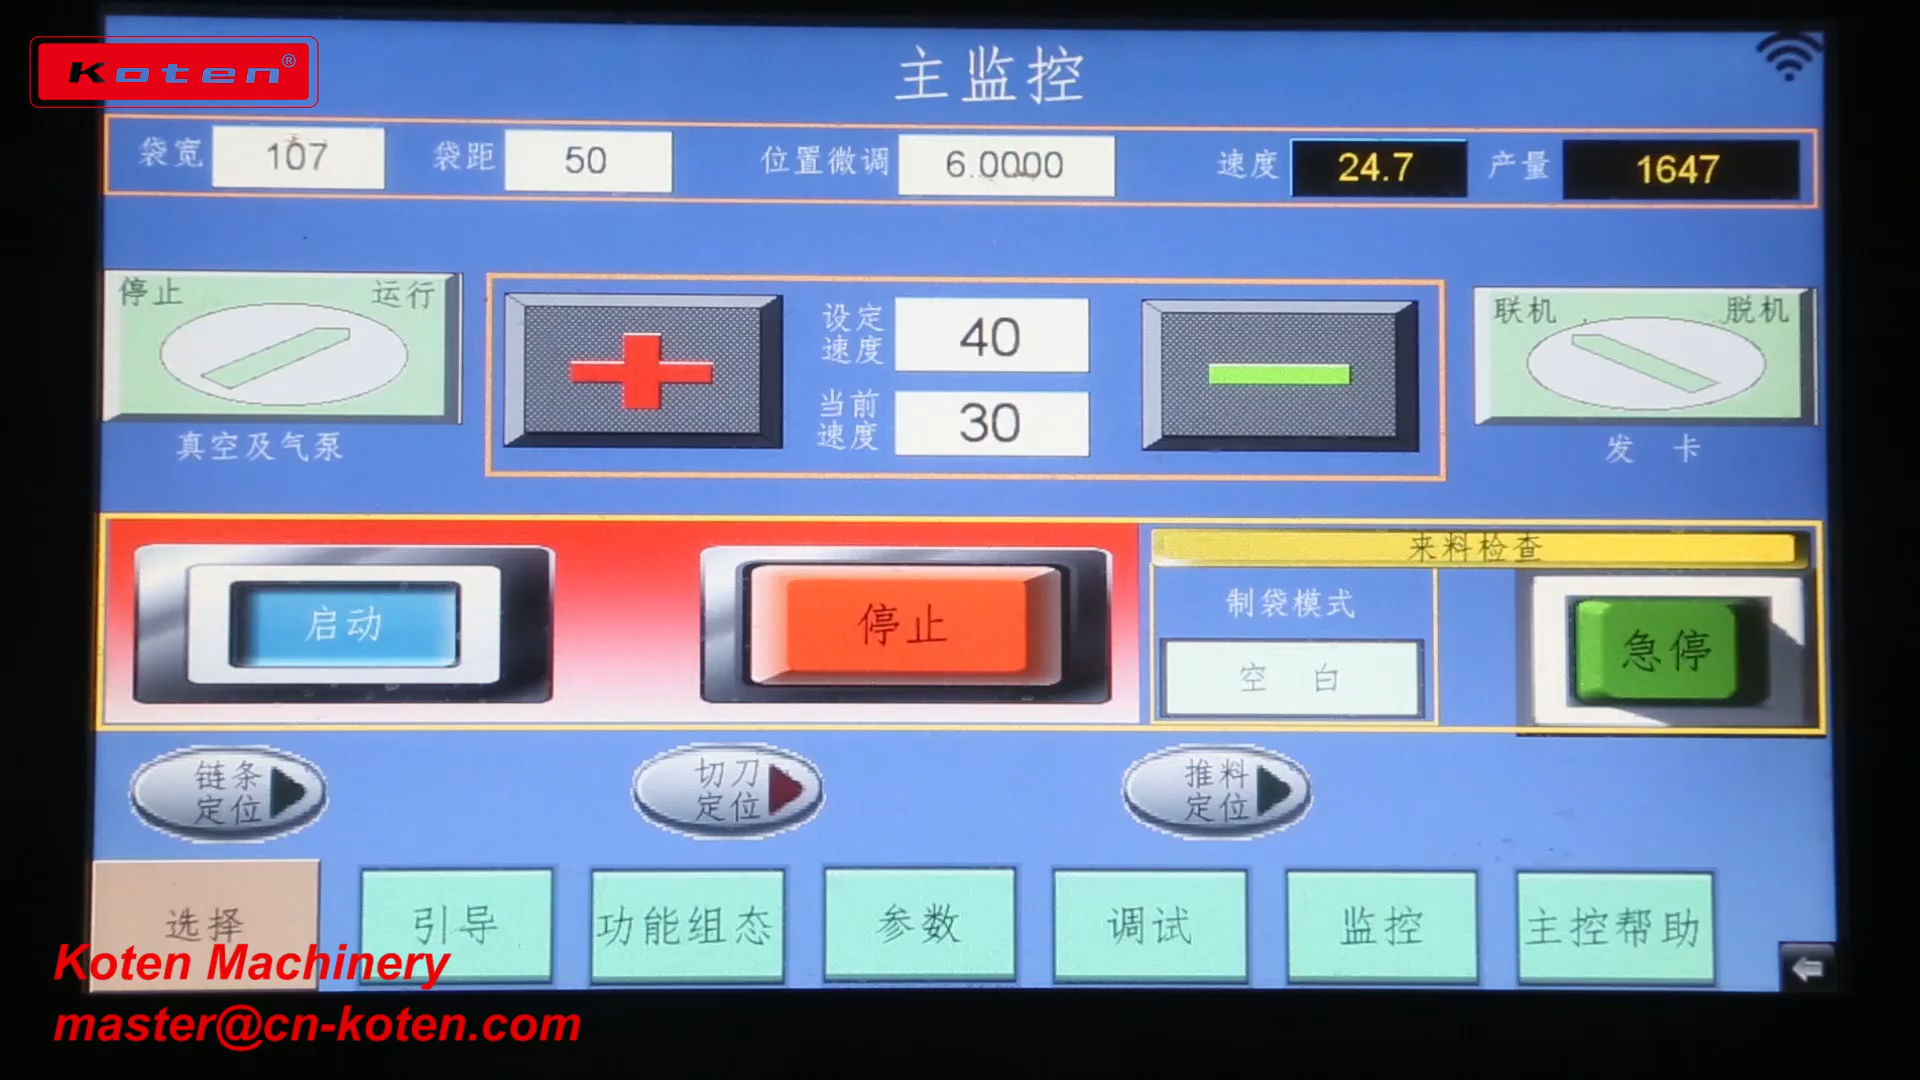 Koten®
主监控
袋宽 107 袋距 50 位置微调 6.0000 速度 24.7 产量 1647
停止 运行
真空及气泵
设定
速度
40
当前
速度
30
联机 脱机
发 卡
启动
停止
来料检查
制袋模式
空 白
急停
链条
定位
切刀
定位
推料
定位
选择 引导 功能组态 参数 调试 监控 主控帮助
Koten Machinery
master@cn-koten.com